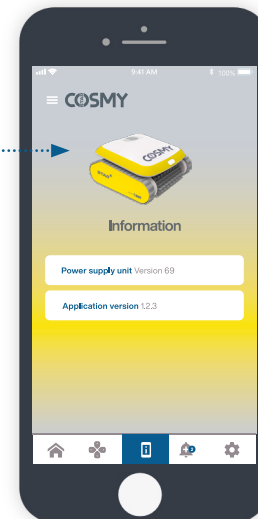 9:41 AM 100%
COSMY
COSMY
Information
Power supply unit Version 69
Application version 1.2.3